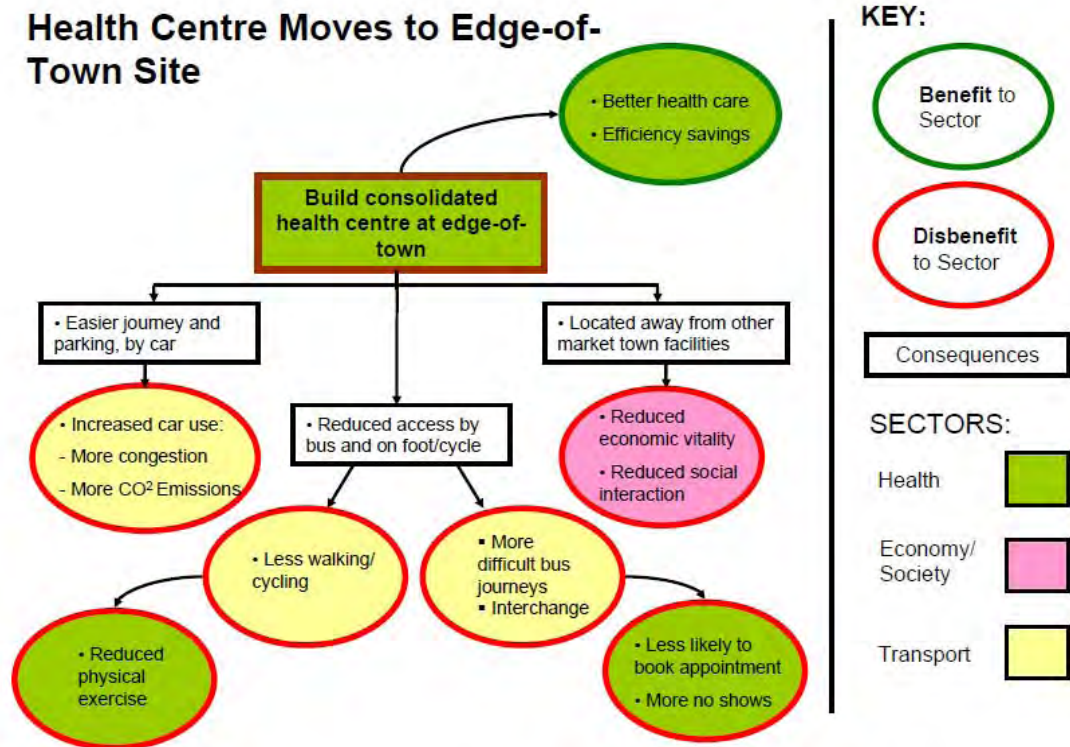 Health Centre Moves to Edge-of-
Town Site
• Better health care
• Efficiency savings
Build consolidated
health centre at edge-of-
town
• Easier journey and
parking, by car
• Located away from other
market town facilities
• Increased car use:
- More congestion
- More CO² Emissions
• Reduced access by
bus and on foot/cycle
• Reduced
economic vitality
• Reduced social
interaction
• Less walking/
cycling
▪ More
difficult bus
journeys
▪ Interchange
• Reduced
physical
exercise
• Less likely to
book appointment
• More no shows
KEY:
Benefit to
Sector
Disbenefit
to Sector
Consequences
SECTORS:
Health
Economy/
Society
Transport